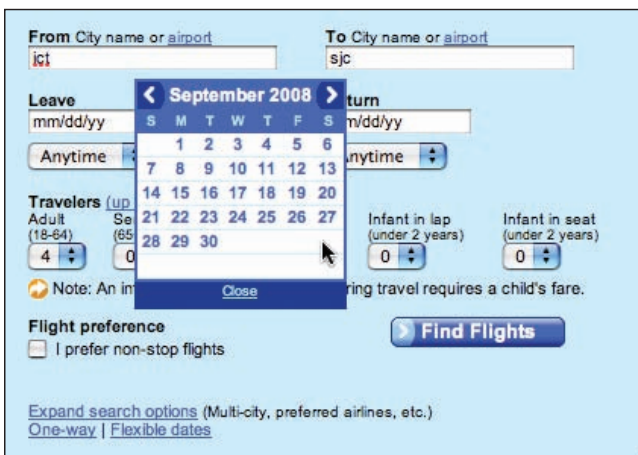 From City name or airport
To City name or airport
ict
sjc
Leave
turn
mm/dd/yy
m/dd/yy
Anytime
nytime
September 2008
S M T W T F S
1 2 3 4 5 6
7 8 9 10 11 12 13
14 15 16 17 18 19 20
21 22 23 24 25 26 27
28 29 30
Close
Travelers (up
Adult
(18-64)
Se
(65
Infant in lap
(under 2 years)
Infant in seat
(under 2 years)
4
0
0
0
Note: An in
ring travel requires a child's fare.
Flight preference
I prefer non-stop flights
Find Flights
Expand search options (Multi-city, preferred airlines, etc.)
One-way | Flexible dates